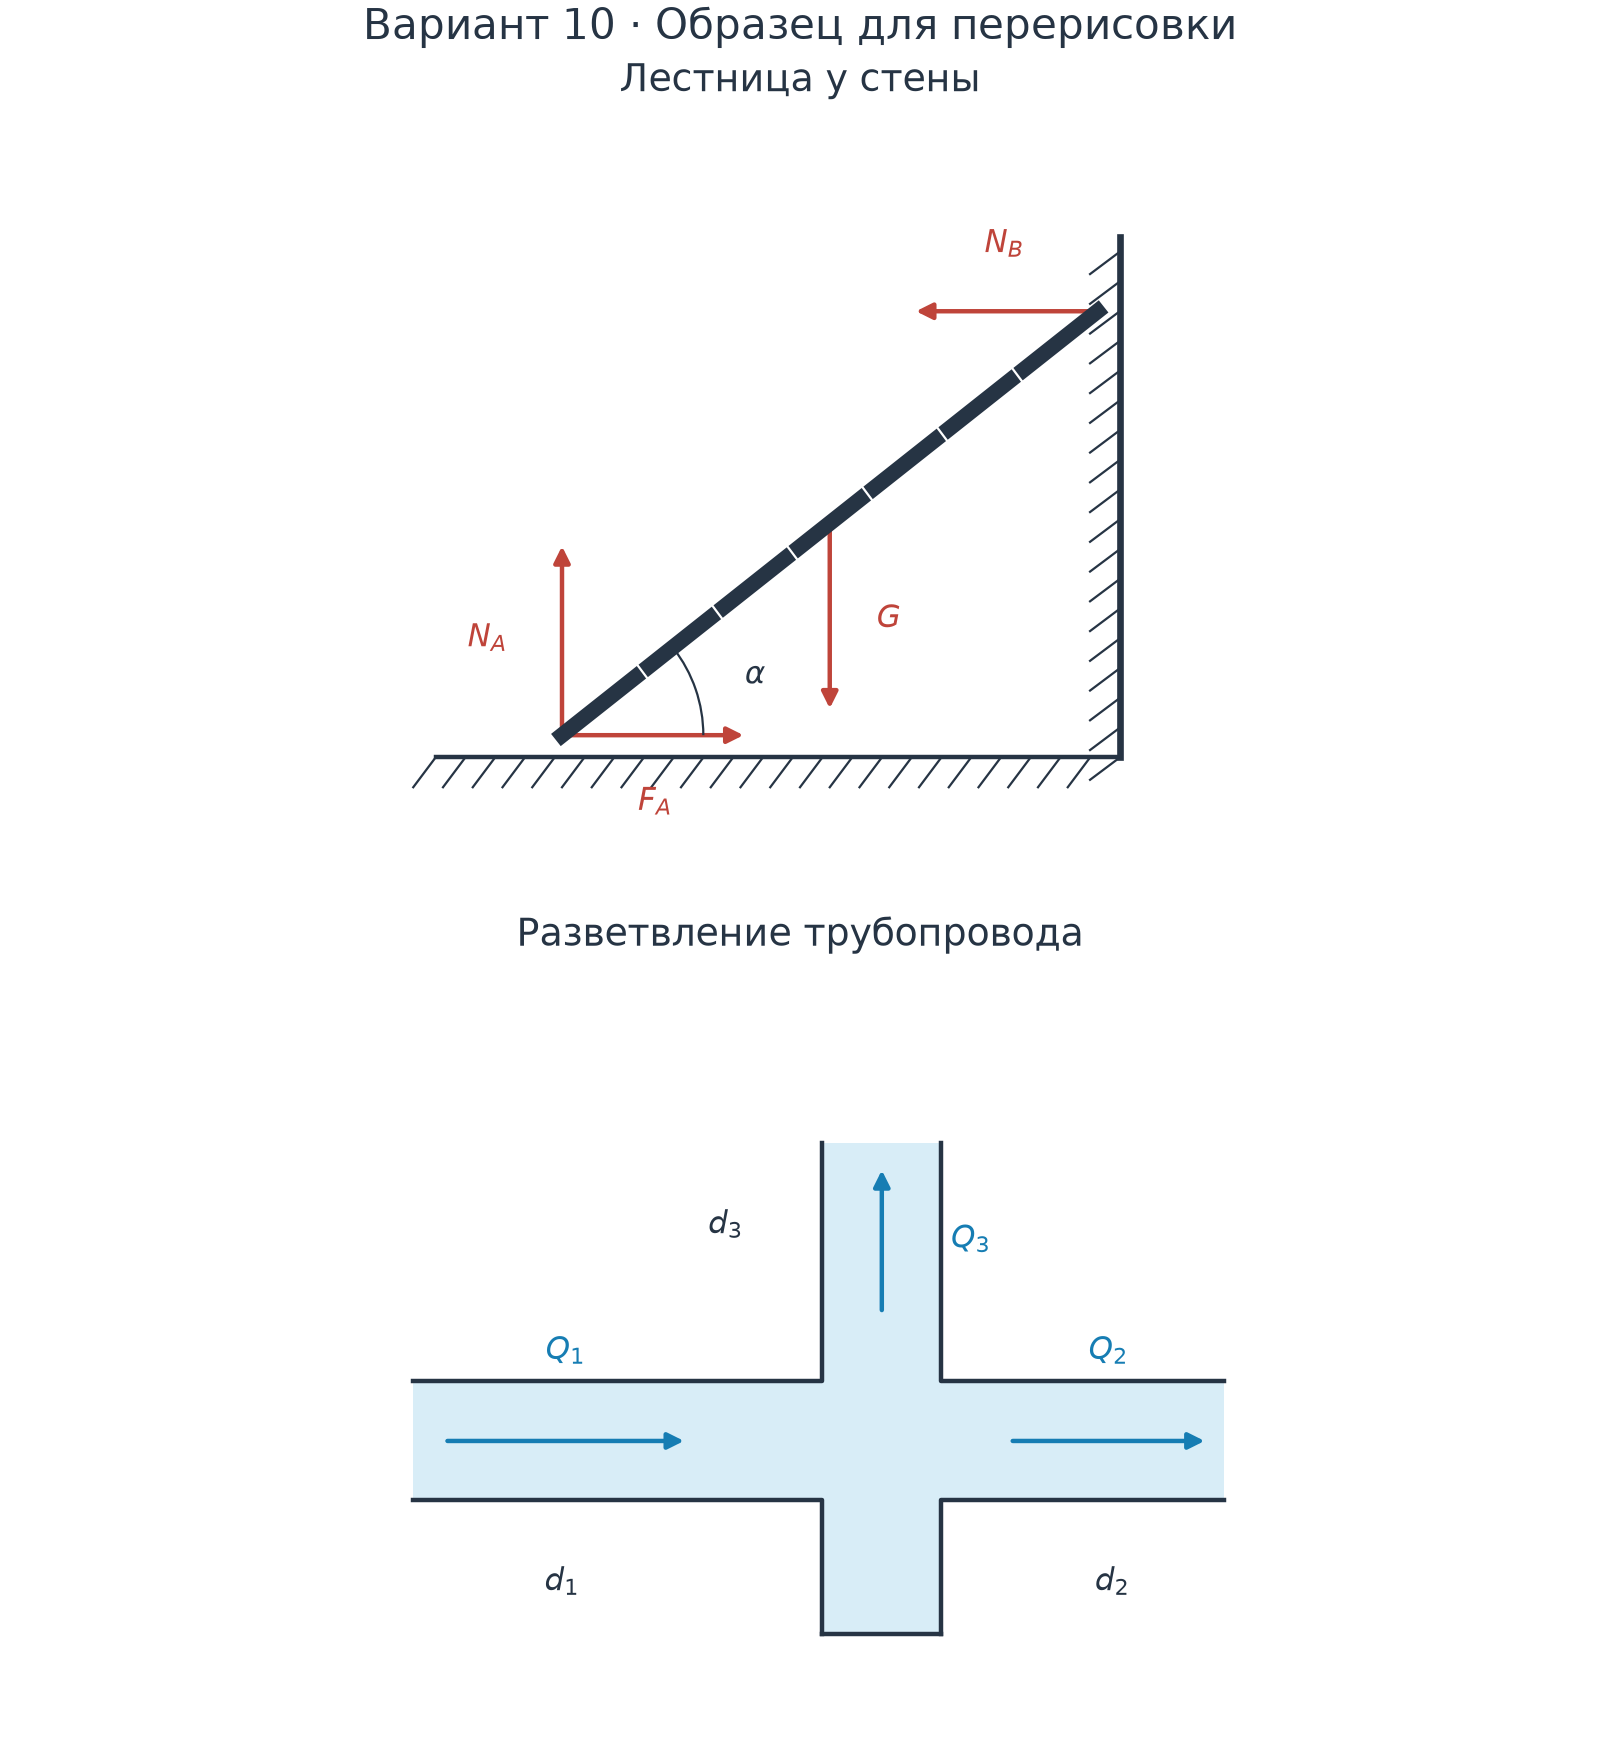 Вариант 10 · Образец для перерисовки
Лестница у стены
N_B
N_A
G
α
F_A
Разветвление трубопровода
d_3
Q_3
Q_1
Q_2
d_1
d_2